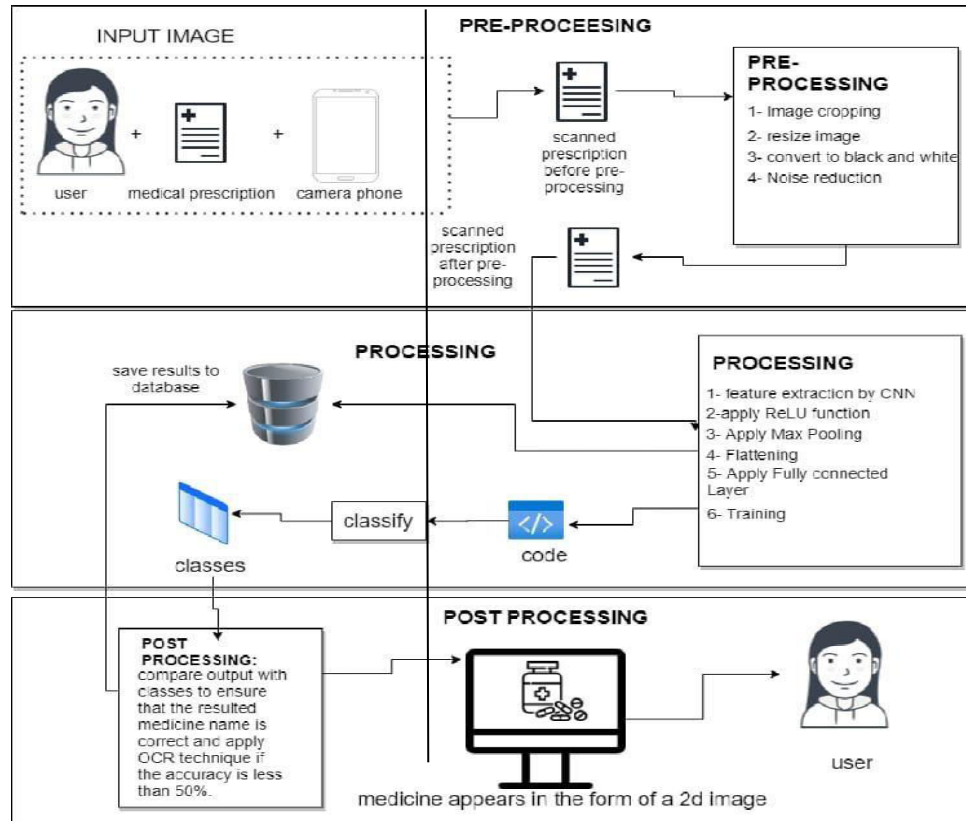 INPUT IMAGE
user
+
medical prescription
+
camera phone
PRE-PROCEESING
scanned
prescription
before pre-
processing
PRE-
PROCESSING
1- Image cropping
2- resize image
3- convert to black and white
4- Noise reduction
scanned
prescription
after pre-
processing
PROCESSING
save results to
database
PROCESSING
1- feature extraction by CNN
2-apply ReLU function
3- Apply Max Pooling
4- Flattening
5- Apply Fully connected
Layer
6- Training
</>
code
classify
classes
POST PROCESSING
POST
PROCESSING:
compare output with
classes to ensure
that the resulted
medicine name is
correct and apply
OCR technique if
the accuracy is less
than 50%.
medicine appears in the form of a 2d image
user